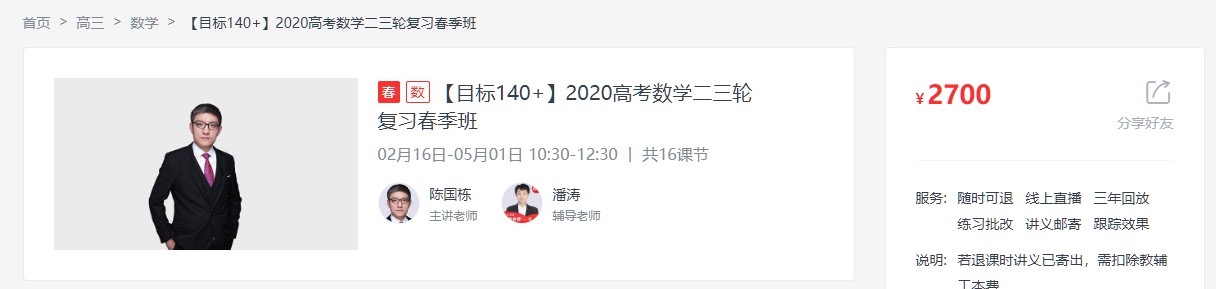 首页 > 高三 > 数学 > 【目标140+】2020高考数学二三轮复习春季班
春 数 【目标140+】2020高考数学二三轮
复习春季班
02月16日-05月01日 10:30-12:30 | 共16课节
陈国栋
主讲老师
潘涛
辅导老师
¥2700
分享好友
服务: 随时可退 线上直播 三年回放
练习批改 讲义邮寄 跟踪效果
说明: 若退课时讲义已寄出，需扣除教辅
工本费